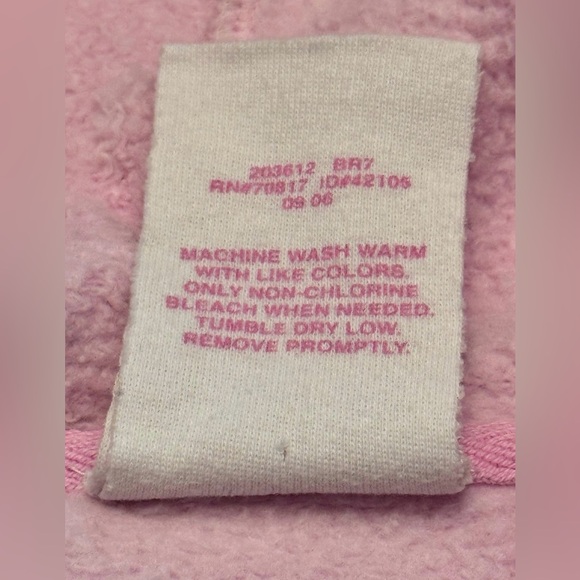 203612 BR7
RN#70817 ID#42105
09 06
MACHINE WASH WARM
WITH LIKE COLORS.
ONLY NON-CHLORINE
BLEACH WHEN NEEDED.
TUMBLE DRY LOW.
REMOVE PROMPTLY.